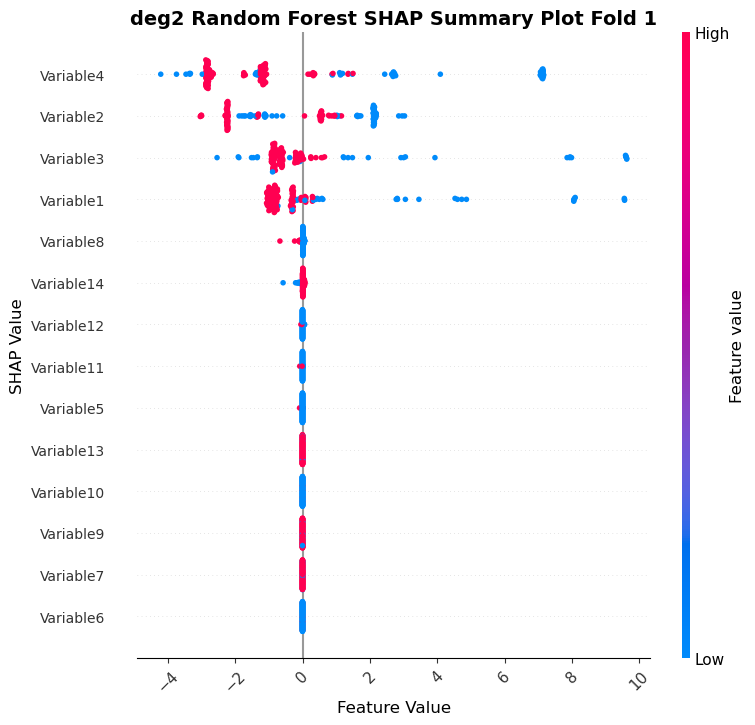 deg2 Random Forest SHAP Summary Plot Fold 1
High
Variable4
Variable2
Variable3
Variable1
Variable8
Variable14
Variable12
Variable11
Variable5
Variable13
Variable10
Variable9
Variable7
Variable6
SHAP Value
Feature value
Low
−4 −2 0 2 4 6 8 10
Feature Value